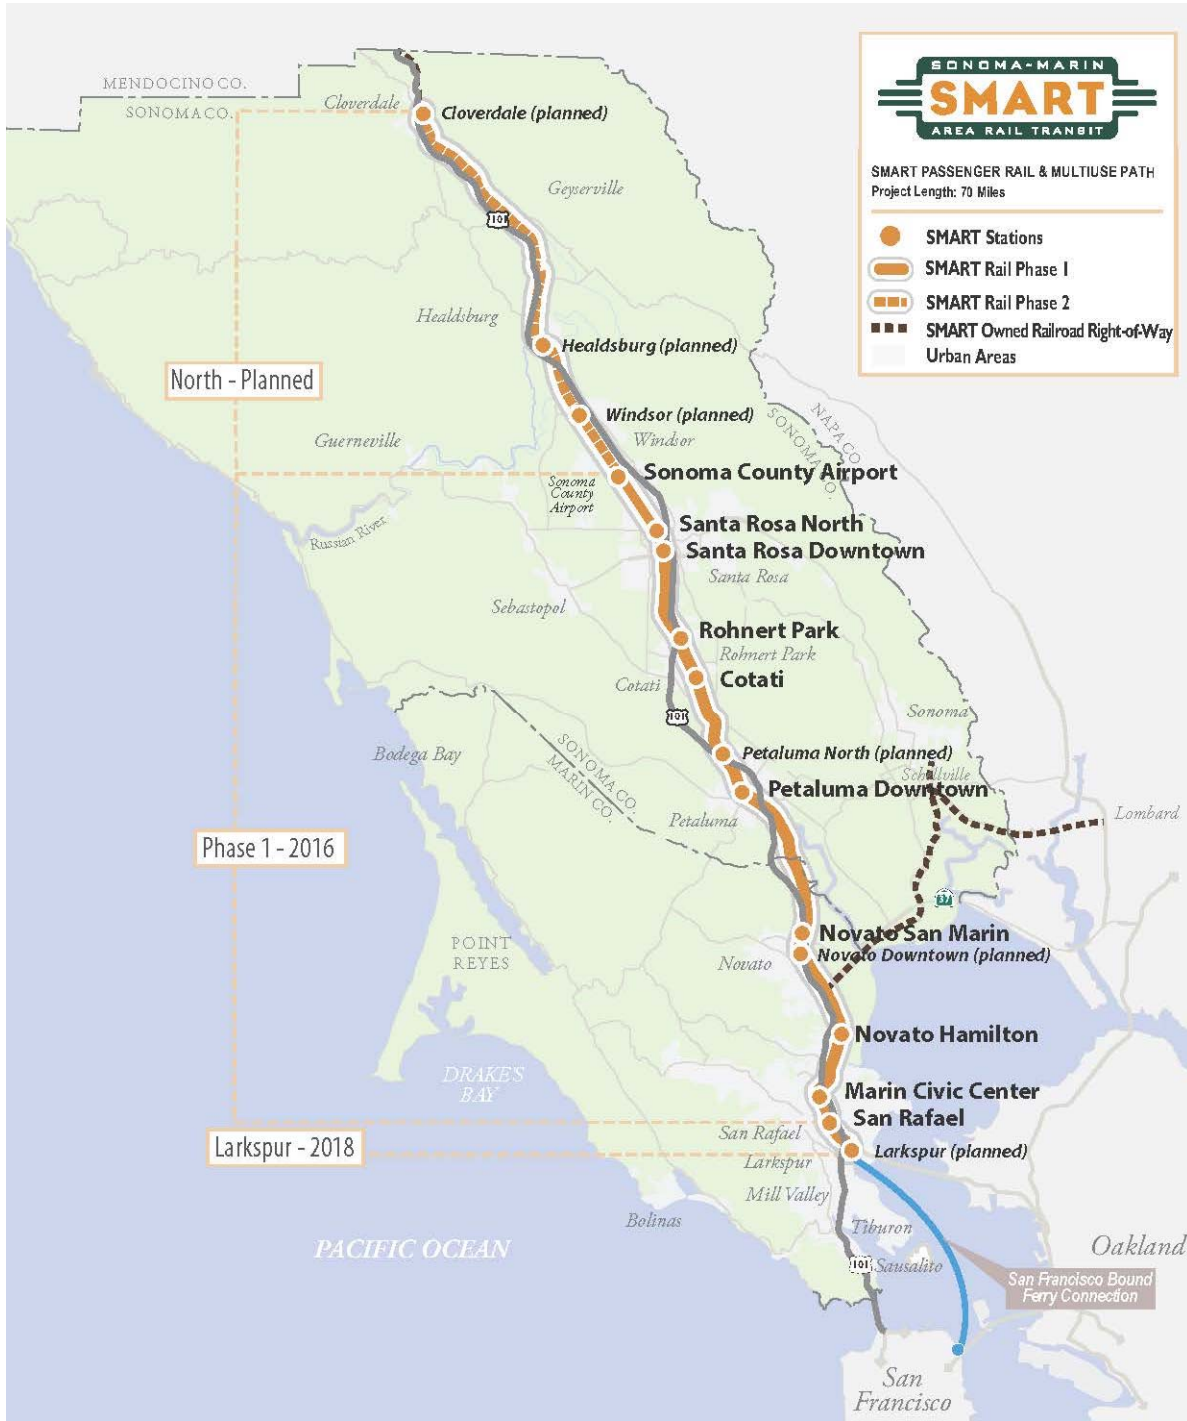 SONOMA-MARIN
SMART
AREA RAIL TRANSIT
SMART PASSENGER RAIL & MULTIUSE PATH
Project Length: 70 Miles
SMART Stations
SMART Rail Phase 1
SMART Rail Phase 2
SMART Owned Railroad Right-of-Way
Urban Areas
MENDOCINO CO.
SONOMA CO.
Cloverdale
Cloverdale (planned)
Geyserville
101
Healdsburg
Healdsburg (planned)
North - Planned
Windsor (planned)
NAPA CO.
SONOMA CO.
Guerneville
Windsor
Sonoma County Airport
Sonoma
County
Airport
Russian River
Santa Rosa North
Santa Rosa Downtown
Santa Rosa
Sebastopol
Rohnert Park
Rohnert Park
Cotati
Cotati
101
Sonoma
Bodega Bay
SONOMA CO.
MARIN CO.
Petaluma North (planned)
Schellville
Petaluma Downtown
Petaluma
Lombard
Phase 1 - 2016
37
POINT
REYES
Novato San Marin
Novato Downtown (planned)
Novato
Novato Hamilton
DRAKE'S
BAY
Marin Civic Center
San Rafael
San Rafael
Larkspur - 2018
Larkspur (planned)
Larkspur
Mill Valley
Bolinas
Tiburon
PACIFIC OCEAN
Oakland
101
Sausalito
San Francisco Bound
Ferry Connection
San
Francisco